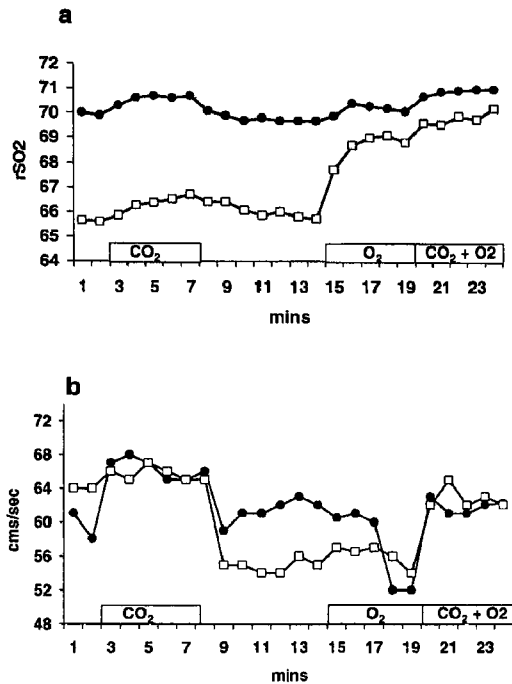 a
72
71
70
69
68
67
66
65
64
rSO2
CO₂ O₂ CO₂ + O2
1 3 5 7 9 11 13 15 17 19 21 23
mins
b
72
68
64
60
56
52
48
cms/sec
CO₂ O₂ CO₂ + O2
1 3 5 7 9 11 13 15 17 19 21 23
mins